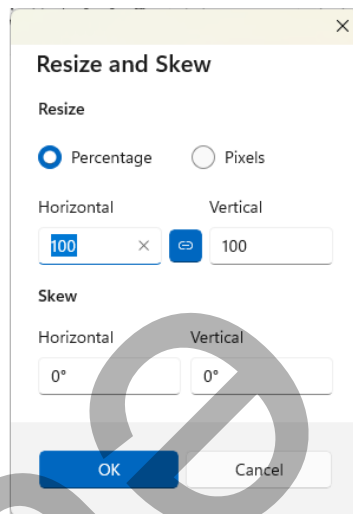 Resize and Skew
Resize
Percentage Pixels
Horizontal Vertical
100 100
Skew
Horizontal Vertical
0° 0°
OK Cancel